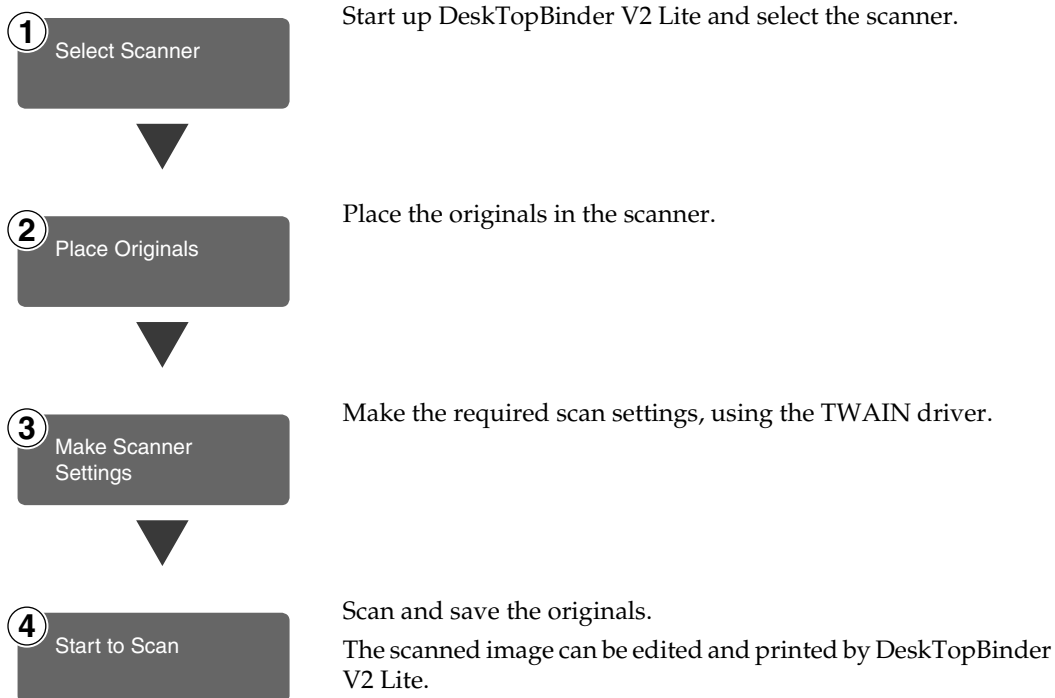 1
Select Scanner
Start up DeskTopBinder V2 Lite and select the scanner.
2
Place Originals
Place the originals in the scanner.
3
Make Scanner
Settings
Make the required scan settings, using the TWAIN driver.
4
Start to Scan
Scan and save the originals.
The scanned image can be edited and printed by DeskTopBinder
V2 Lite.